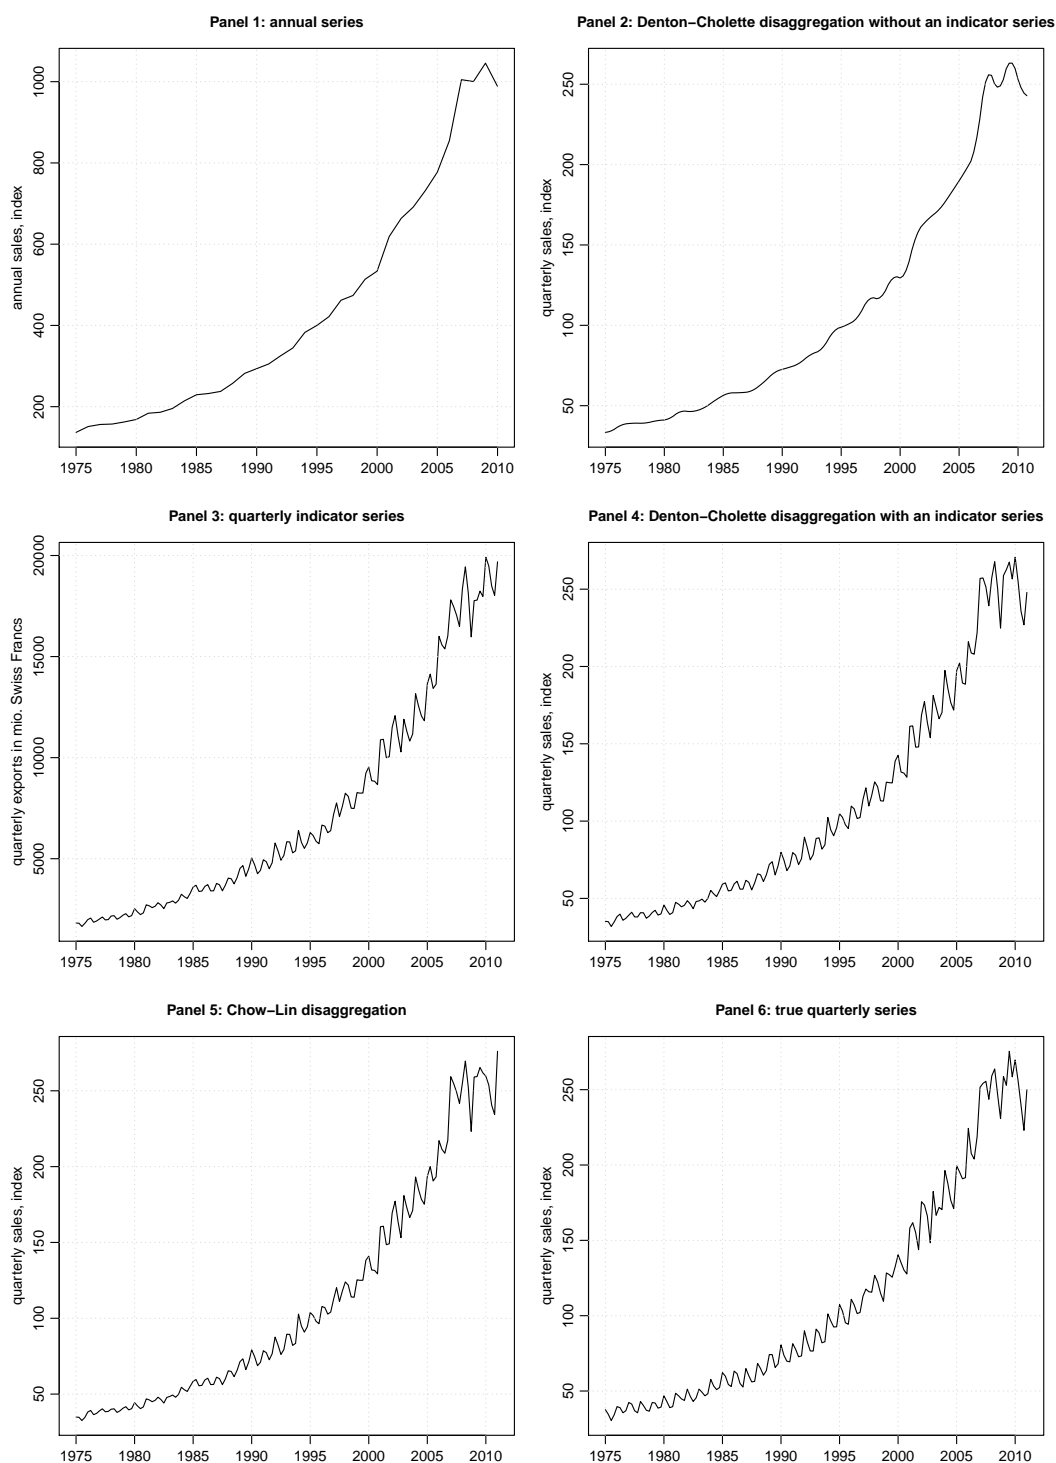 Panel 1: annual series
annual sales, index
200
400
600
800
1000
1975 1980 1985 1990 1995 2000 2005 2010
Panel 2: Denton−Cholette disaggregation without an indicator series
quarterly sales, index
50
100
150
200
250
1975 1980 1985 1990 1995 2000 2005 2010
Panel 3: quarterly indicator series
quarterly exports in mio. Swiss Francs
5000
10000
15000
20000
1975 1980 1985 1990 1995 2000 2005 2010
Panel 4: Denton−Cholette disaggregation with an indicator series
quarterly sales, index
50
100
150
200
250
1975 1980 1985 1990 1995 2000 2005 2010
Panel 5: Chow−Lin disaggregation
quarterly sales, index
50
100
150
200
250
1975 1980 1985 1990 1995 2000 2005 2010
Panel 6: true quarterly series
quarterly sales, index
50
100
150
200
250
1975 1980 1985 1990 1995 2000 2005 2010